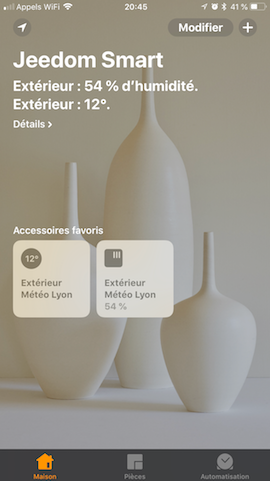 Appels WiFi 20:45 41 %
Modifier
Jeedom Smart
Extérieur : 54 % d’humidité.
Extérieur : 12°.
Détails
Accessoires favoris
12°
Extérieur
Météo Lyon
Extérieur
Météo Lyon
54 %
Maison Pièces Automatisation